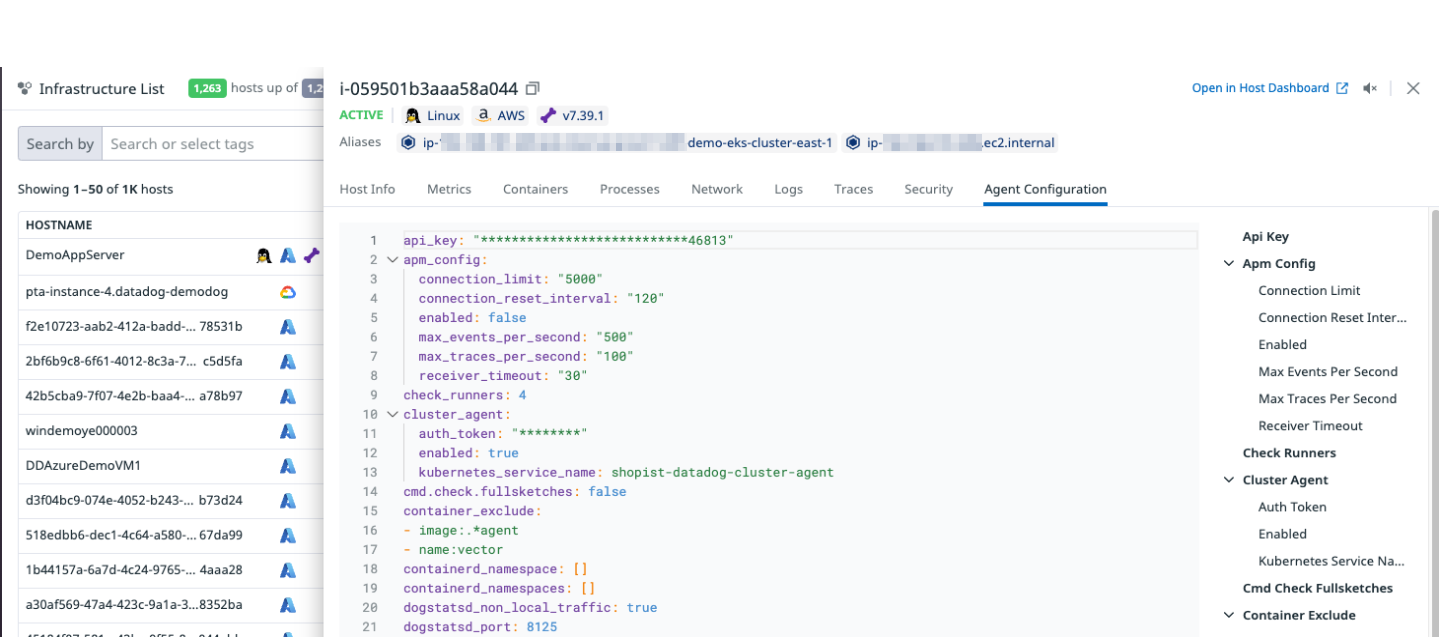 Infrastructure List 1,263 hosts up of
Search by Search or select tags
Showing 1–50 of 1K hosts
HOSTNAME
DemoAppServer
pta-instance-4.datadog-demodog
f2e10723-aab2-412a-badd-... 78531b
2bf6b9c8-6f61-4012-8c3a-7... c5d5fa
42b5cba9-7f07-4e2b-baa4-... a78b97
windemoye000003
DDAzureDemoVM1
d3f04bc9-074e-4052-b243-... b73d24
518edbb6-dec1-4c64-a580-... 67da99
1b44157a-6a7d-4c24-9765-... 4aaa28
a30af569-47a4-423c-9a1a-3...8352ba
i-059501b3aaa58a044
Open in Host Dashboard
ACTIVE Linux AWS v7.39.1
Aliases ip- demo-eks-cluster-east-1 ip- .ec2.internal
Host Info Metrics Containers Processes Network Logs Traces Security Agent Configuration
1 api_key: "***************************46813"
2 apm_config:
3 connection_limit: "5000"
4 connection_reset_interval: "120"
5 enabled: false
6 max_events_per_second: "500"
7 max_traces_per_second: "100"
8 receiver_timeout: "30"
9 check_runners: 4
10 cluster_agent:
11 auth_token: "********"
12 enabled: true
13 kubernetes_service_name: shopist-datadog-cluster-agent
14 cmd.check.fullsketches: false
15 container_exclude:
16 - image:.*agent
17 - name:vector
18 containerd_namespace: []
19 containerd_namespaces: []
20 dogstatsd_non_local_traffic: true
21 dogstatsd_port: 8125
Api Key
Apm Config
Connection Limit
Connection Reset Inter...
Enabled
Max Events Per Second
Max Traces Per Second
Receiver Timeout
Check Runners
Cluster Agent
Auth Token
Enabled
Kubernetes Service Na...
Cmd Check Fullsketches
Container Exclude